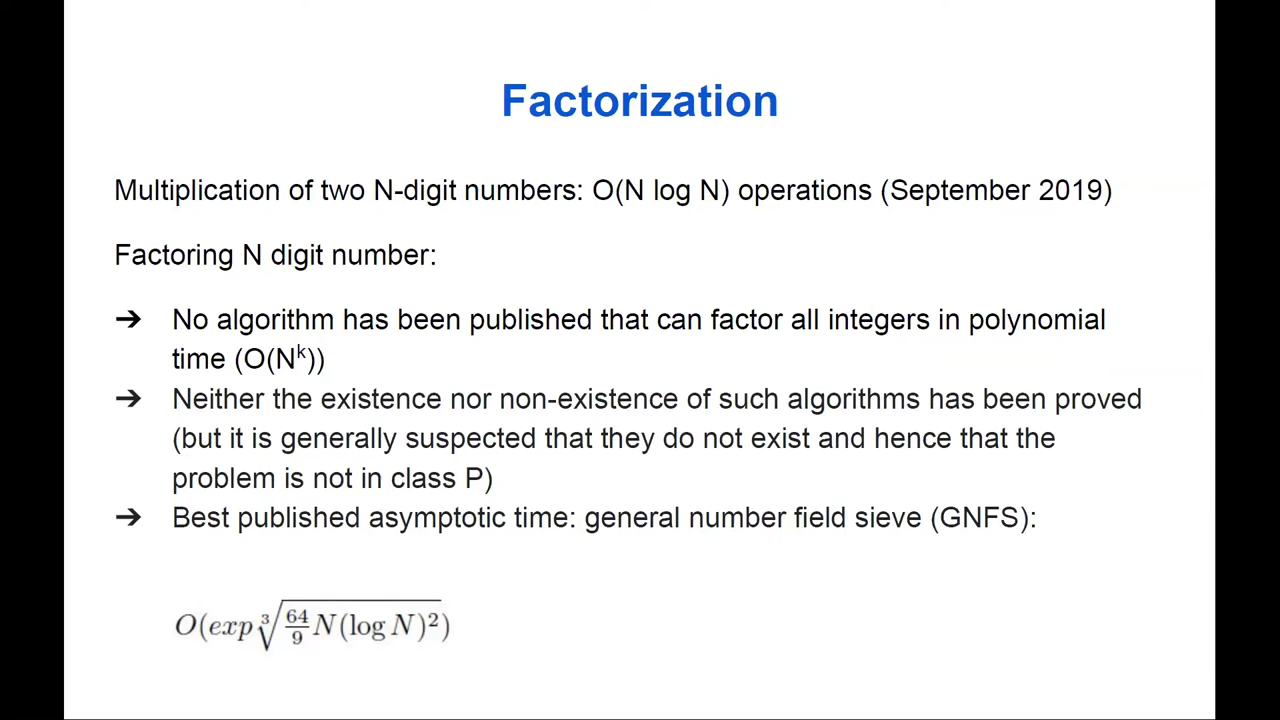 Factorization
Multiplication of two N-digit numbers: O(N log N) operations (September 2019)
Factoring N digit number:
➔ No algorithm has been published that can factor all integers in polynomial
time (O(Nᵏ))
➔ Neither the existence nor non-existence of such algorithms has been proved
(but it is generally suspected that they do not exist and hence that the
problem is not in class P)
➔ Best published asymptotic time: general number field sieve (GNFS):
O(exp ∛(64/9 N(log N)²))